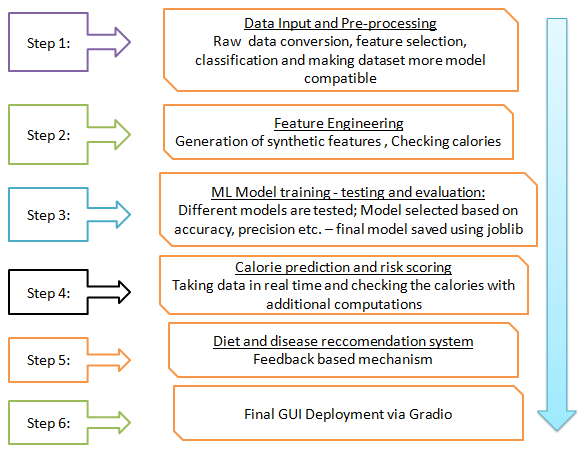 Step 1:
Data Input and Pre-processing
Raw data conversion, feature selection,
classification and making dataset more model
compatible
Step 2:
Feature Engineering
Generation of synthetic features , Checking calories
Step 3:
ML Model training - testing and evaluation:
Different models are tested; Model selected based on
accuracy, precision etc. – final model saved using joblib
Step 4:
Calorie prediction and risk scoring
Taking data in real time and checking the calories with
additional computations
Step 5:
Diet and disease reccomendation system
Feedback based mechanism
Step 6:
Final GUI Deployment via Gradio